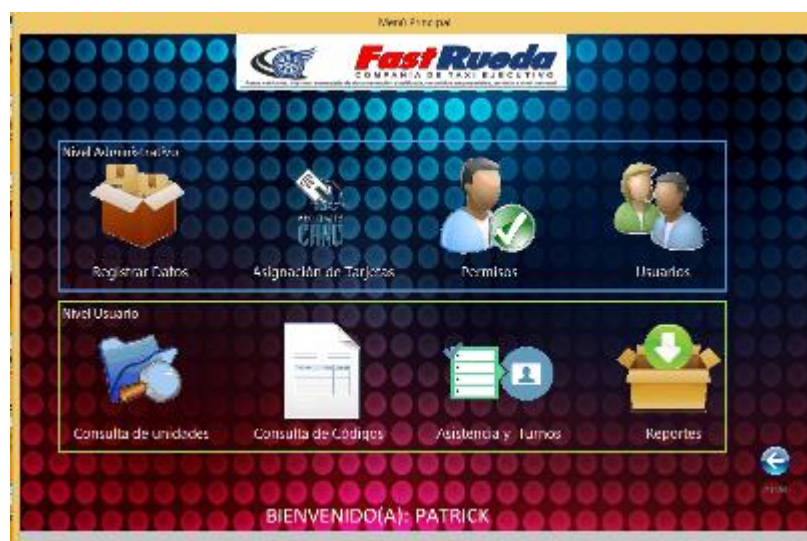 Menú Principal
FastRueda
COMPAÑÍA DE TAXI EJECUTIVO
Nivel Administrativo
Registrar Datos
Asignación de Tarjetas
Permisos
Usuarios
Nivel Usuario
Consulta de unidades
Consulta de Códigos
Asistencia y Turnos
Reportes
BIENVENIDO(A): PATRICK